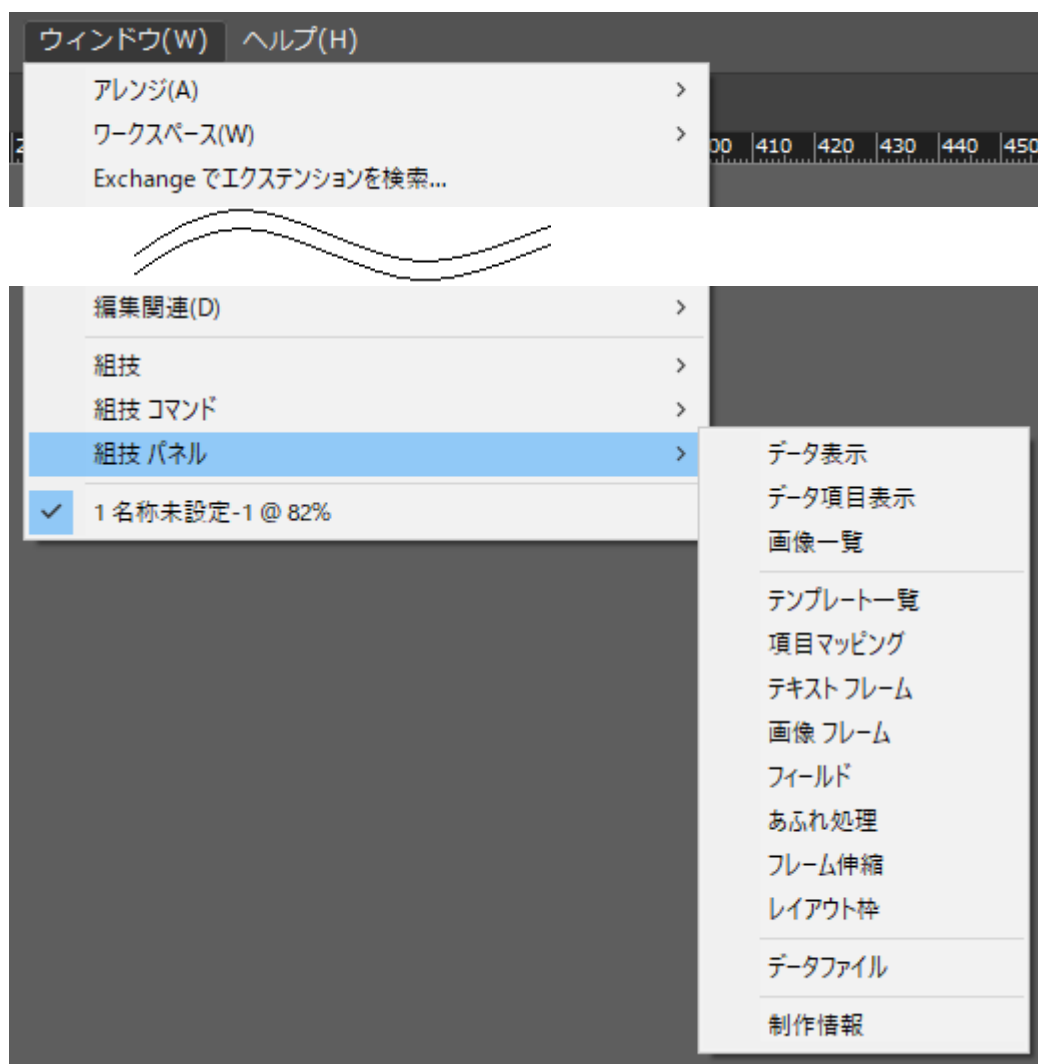 ウィンドウ(W) ヘルプ(H)
アレンジ(A)
ワークスペース(W)
410 420 430 440 450
Exchange でエクステンションを検索...
編集関連(D)
組技
組技 コマンド
組技 パネル
1 名称未設定-1 @ 82%
データ表示
データ項目表示
画像一覧
テンプレート一覧
項目マッピング
テキスト フレーム
画像 フレーム
フィールド
あふれ処理
フレーム伸縮
レイアウト枠
データファイル
制作情報